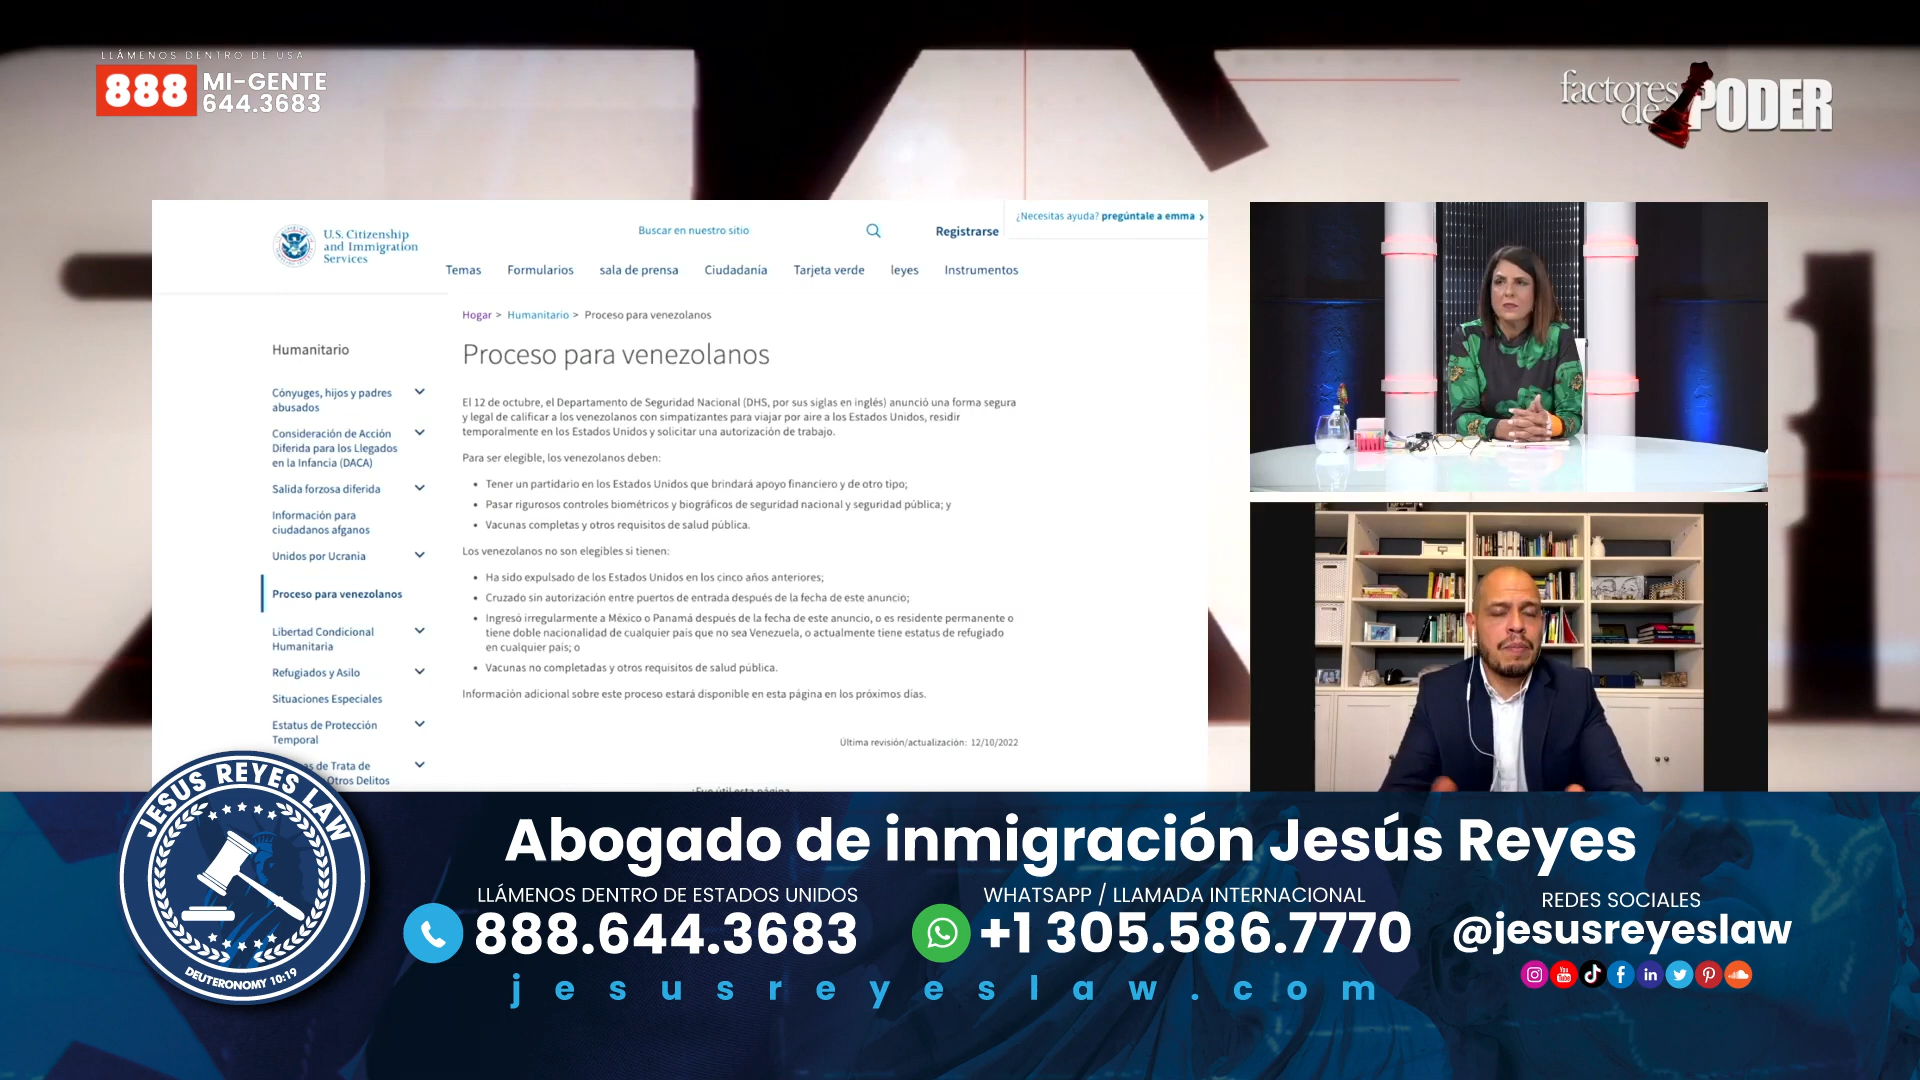 LLÁMENOS DENTRO DE USA
888 MI-GENTE
644.3683
factores
de PODER
¿Necesitas ayuda? pregúntale a emma
U.S. Citizenship
and Immigration
Services
Buscar en nuestro sitio
Registrarse
Temas Formularios sala de prensa Ciudadanía Tarjeta verde leyes Instrumentos
Hogar > Humanitario > Proceso para venezolanos
Humanitario
Cónyuges, hijos y padres
abusados
Consideración de Acción
Diferida para los Llegados
en la Infancia (DACA)
Salida forzosa diferida
Información para
ciudadanos afganos
Unidos por Ucrania
Proceso para venezolanos
Libertad Condicional
Humanitaria
Refugiados y Asilo
Situaciones Especiales
Estatus de Protección
Temporal
de Trata de
Otros Delitos
Proceso para venezolanos
El 12 de octubre, el Departamento de Seguridad Nacional (DHS, por sus siglas en inglés) anunció una forma segura
y legal de calificar a los venezolanos con simpatizantes para viajar por aire a los Estados Unidos, residir
temporalmente en los Estados Unidos y solicitar una autorización de trabajo.
Para ser elegible, los venezolanos deben:
• Tener un partidario en los Estados Unidos que brindará apoyo financiero y de otro tipo;
• Pasar rigurosos controles biométricos y biográficos de seguridad nacional y seguridad pública; y
• Vacunas completas y otros requisitos de salud pública.
Los venezolanos no son elegibles si tienen:
• Ha sido expulsado de los Estados Unidos en los cinco años anteriores;
• Cruzado sin autorización entre puertos de entrada después de la fecha de este anuncio;
• Ingresó irregularmente a México o Panamá después de la fecha de este anuncio, o es residente permanente o
tiene doble nacionalidad de cualquier país que no sea Venezuela, o actualmente tiene estatus de refugiado
en cualquier país; o
• Vacunas no completadas y otros requisitos de salud pública.
Información adicional sobre este proceso estará disponible en esta página en los próximos días.
Última revisión/actualización: 12/10/2022
JESUS REYES LAW
DEUTERONOMY 10:19
Abogado de inmigración Jesús Reyes
LLÁMENOS DENTRO DE ESTADOS UNIDOS
888.644.3683
WHATSAPP / LLAMADA INTERNACIONAL
+1 305.586.7770
REDES SOCIALES
@jesusreyeslaw
jesusreyeslaw.com